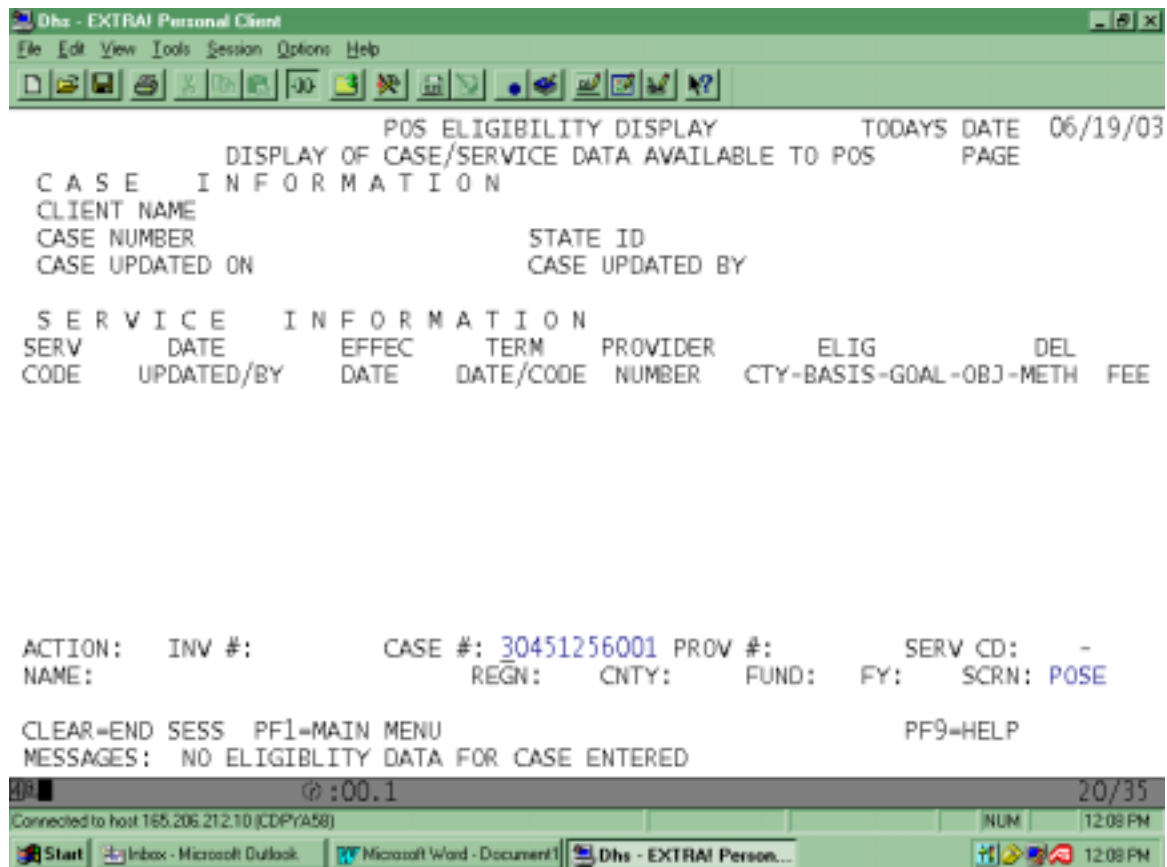 Dhs - EXTRA! Personal Client
File Edit View Tools Session Options Help
POS ELIGIBILITY DISPLAY TODAYS DATE 06/19/03
DISPLAY OF CASE/SERVICE DATA AVAILABLE TO POS PAGE
C A S E I N F O R M A T I O N
CLIENT NAME
CASE NUMBER STATE ID
CASE UPDATED ON CASE UPDATED BY
S E R V I C E I N F O R M A T I O N
SERV DATE EFFEC TERM PROVIDER ELIG DEL
CODE UPDATED/BY DATE DATE/CODE NUMBER CTY-BASIS-GOAL-OBJ-METH FEE
ACTION: INV #: CASE #: 30451256001 PROV #: SERV CD: -
NAME: REGN: CNTY: FUND: FY: SCRN: POSE
CLEAR=END SESS PF1=MAIN MENU PF9=HELP
MESSAGES: NO ELIGIBLITY DATA FOR CASE ENTERED
:00.1 20/35
Connected to host 165.206.212.10 (CDPYA58) NUM 12:08 PM
Start Inbox - Microsoft Outlook Microsoft Word - Document1 Dhs - EXTRA! Person... 12:08 PM